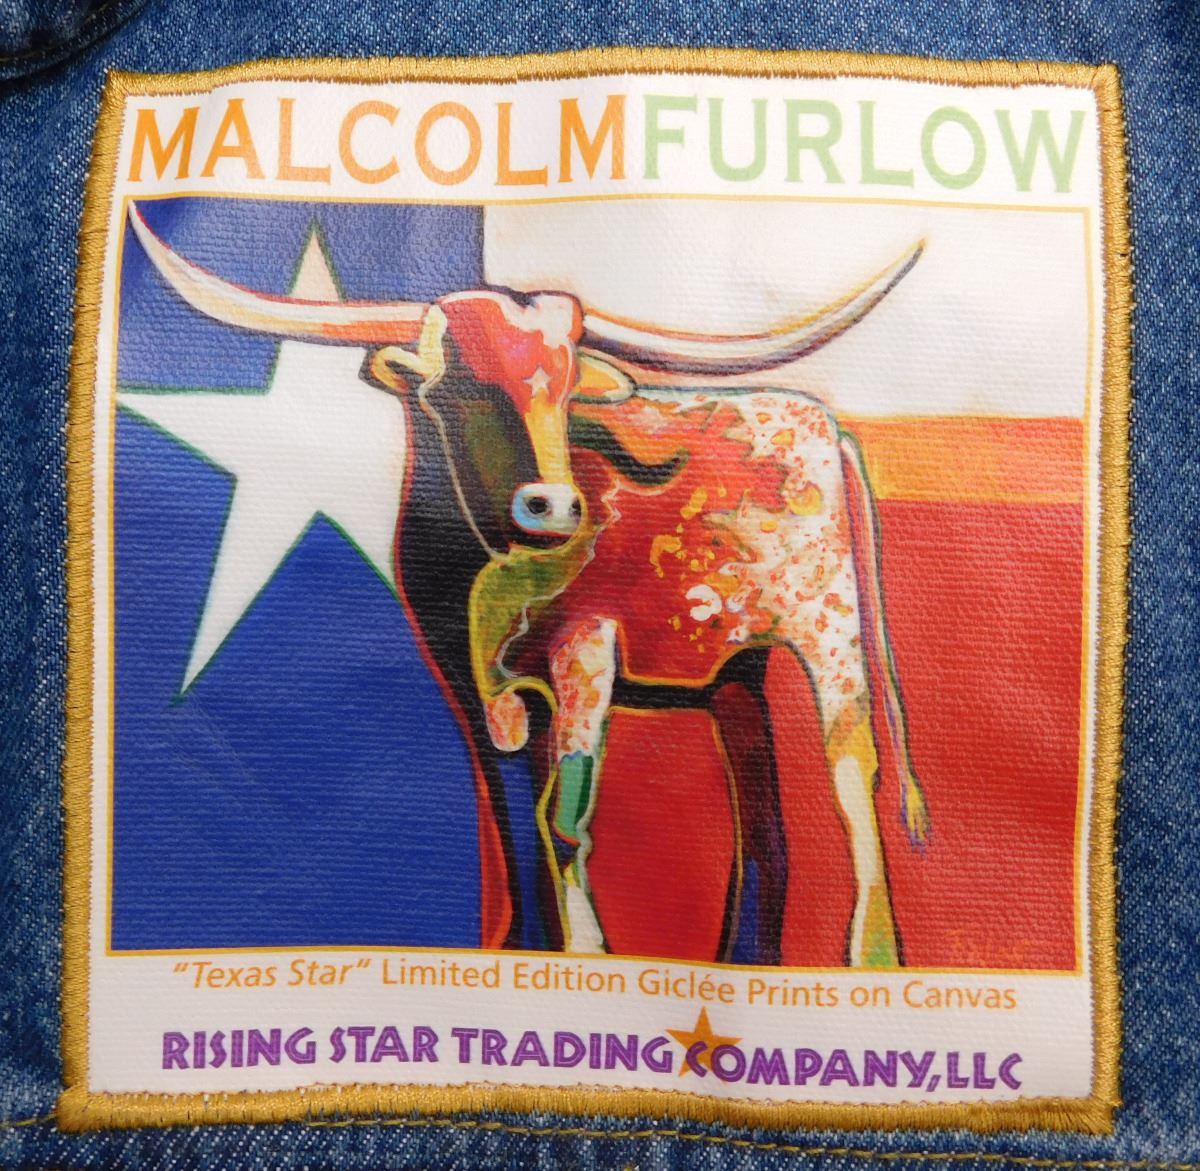 MALCOLMFURLOW
"Texas Star" Limited Edition Giclée Prints on Canvas
RISING STAR TRADING COMPANY, LLC